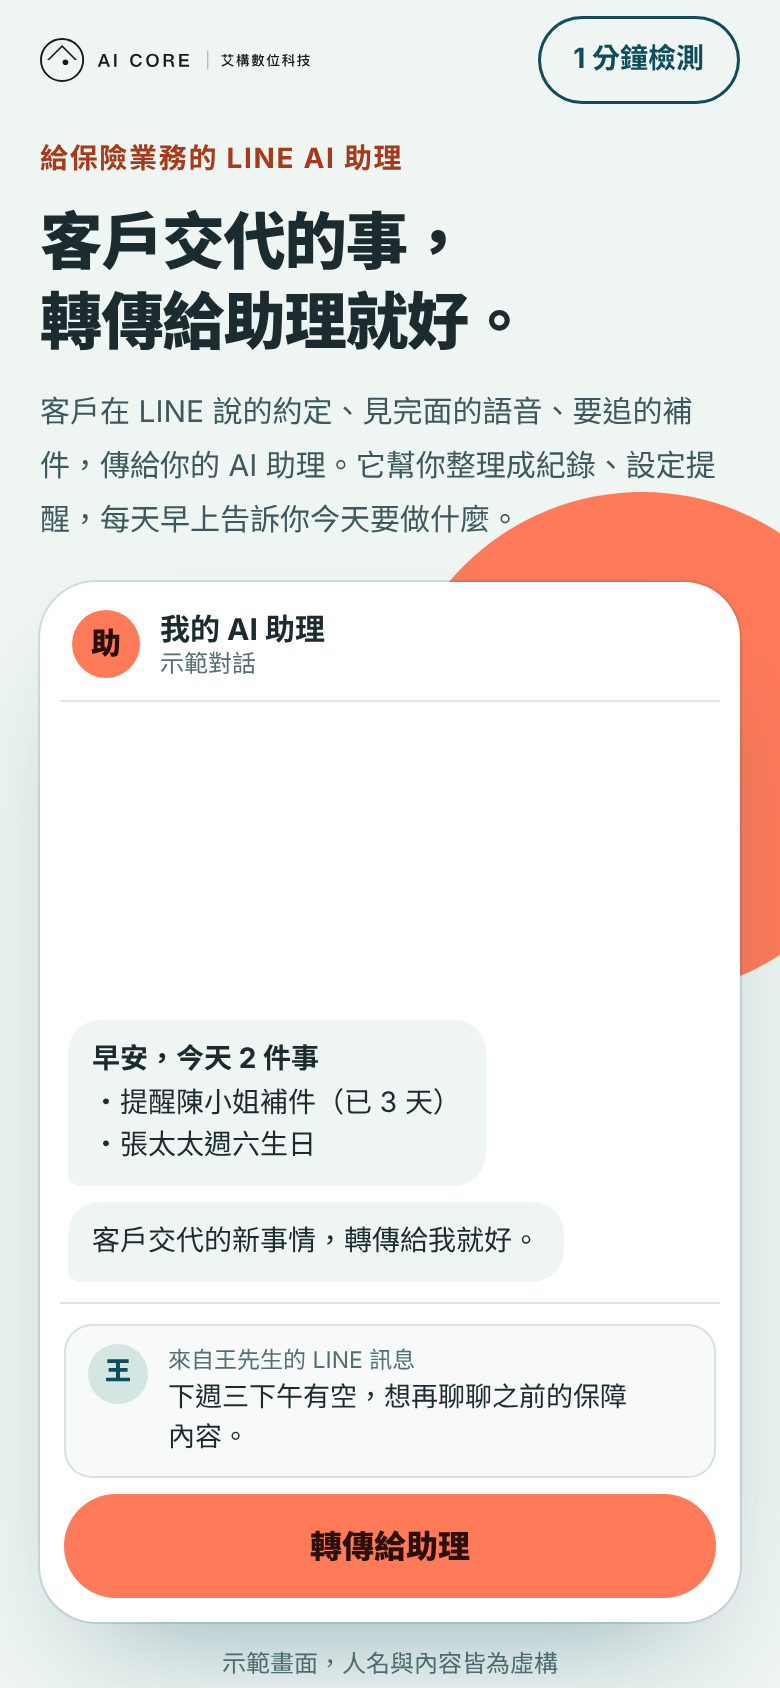 AI CORE | 艾構數位科技
1 分鐘檢測
給保險業務的 LINE AI 助理
客戶交代的事，
轉傳給助理就好。
客戶在 LINE 說的約定、見完面的語音、要追的補
件，傳給你的 AI 助理。它幫你整理成紀錄、設定提
醒，每天早上告訴你今天要做什麼。
助
我的 AI 助理
示範對話
早安，今天 2 件事
・提醒陳小姐補件（已 3 天）
・張太太週六生日
客戶交代的新事情，轉傳給我就好。
王
來自王先生的 LINE 訊息
下週三下午有空，想再聊聊之前的保障
內容。
轉傳給助理
示範畫面，人名與內容皆為虛構